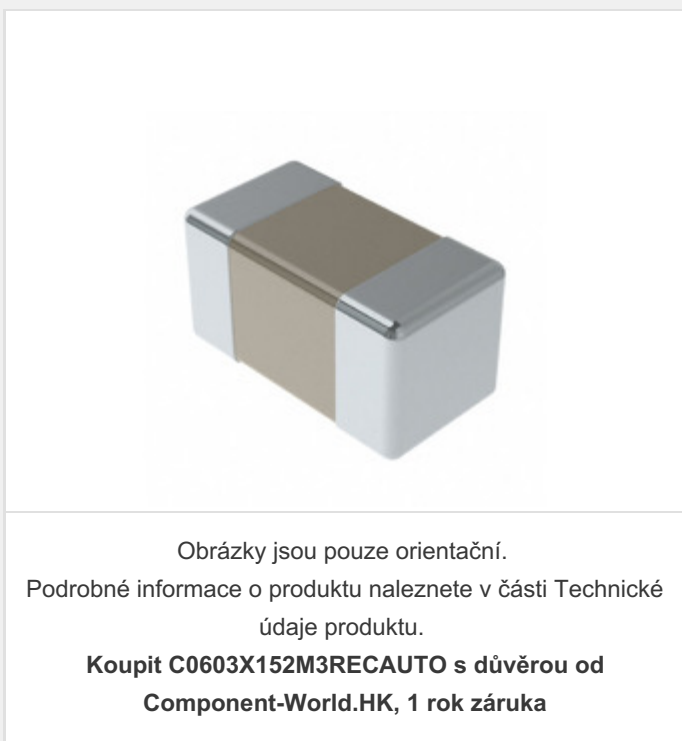 Obrázky jsou pouze orientační.
Podrobné informace o produktu naleznete v části Technické
údaje produktu.
Koupit C0603X152M3RECAUTO s důvěrou od
Component-World.HK, 1 rok záruka